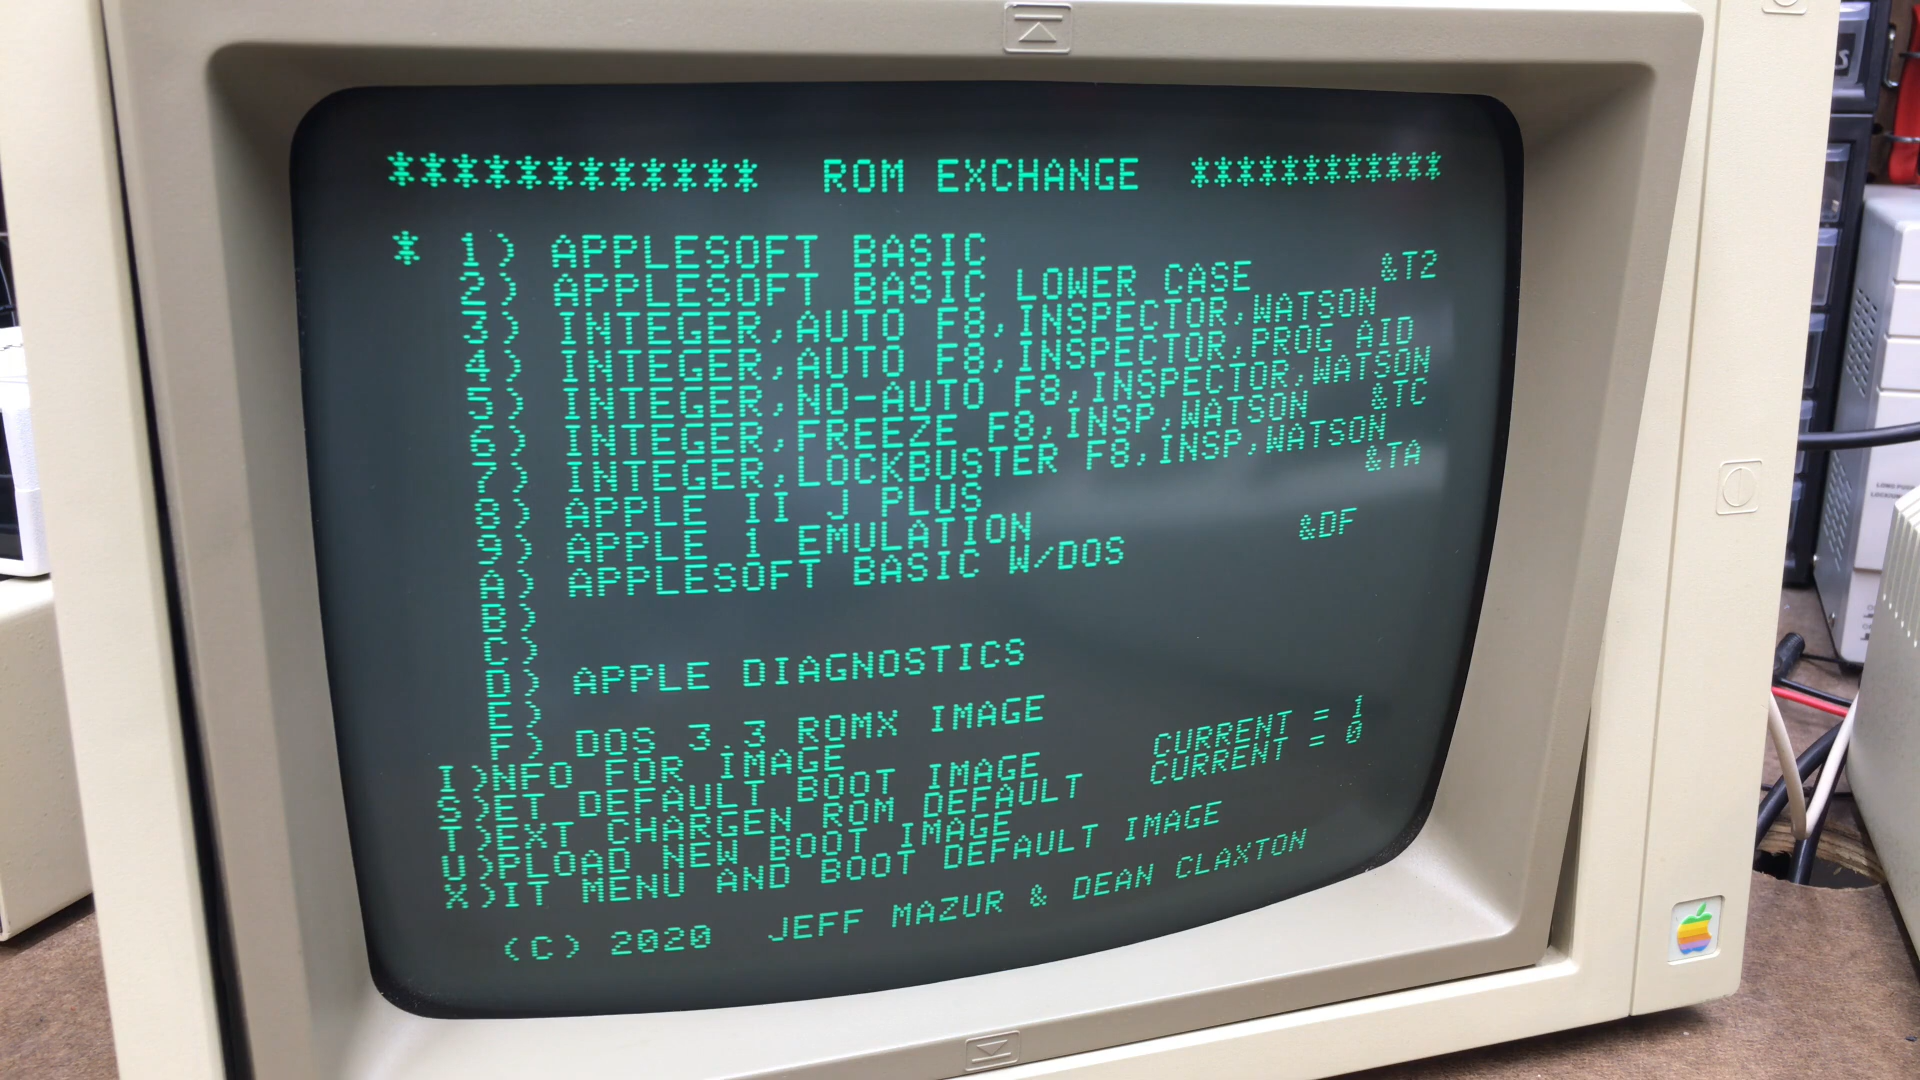 ************  ROM EXCHANGE  ***********
* 1) APPLESOFT BASIC
2) APPLESOFT BASIC LOWER CASE &T2
3) INTEGER,AUTO F8,INSPECTOR,WATSON
4) INTEGER,AUTO F8,INSPECTOR,PROG AID
5) INTEGER,NO-AUTO F8,INSPECTOR,WATSON
6) INTEGER,FREEZE F8,INSP,WATSON &TC
7) INTEGER,LOCKBUSTER F8,INSP,WATSON
8) APPLE II J PLUS &TA
9) APPLE 1 EMULATION
A) APPLESOFT BASIC W/DOS &DF
B)
C)
D) APPLE DIAGNOSTICS
E)
F) DOS 3.3 ROMX IMAGE
I)NFO FOR IMAGE
S)ET DEFAULT BOOT IMAGE CURRENT = 1
T)EXT CHARGEN ROM DEFAULT CURRENT = 0
U)PLOAD NEW BOOT IMAGE
X)IT MENU AND BOOT DEFAULT IMAGE
(C) 2020 JEFF MAZUR & DEAN CLAXTON